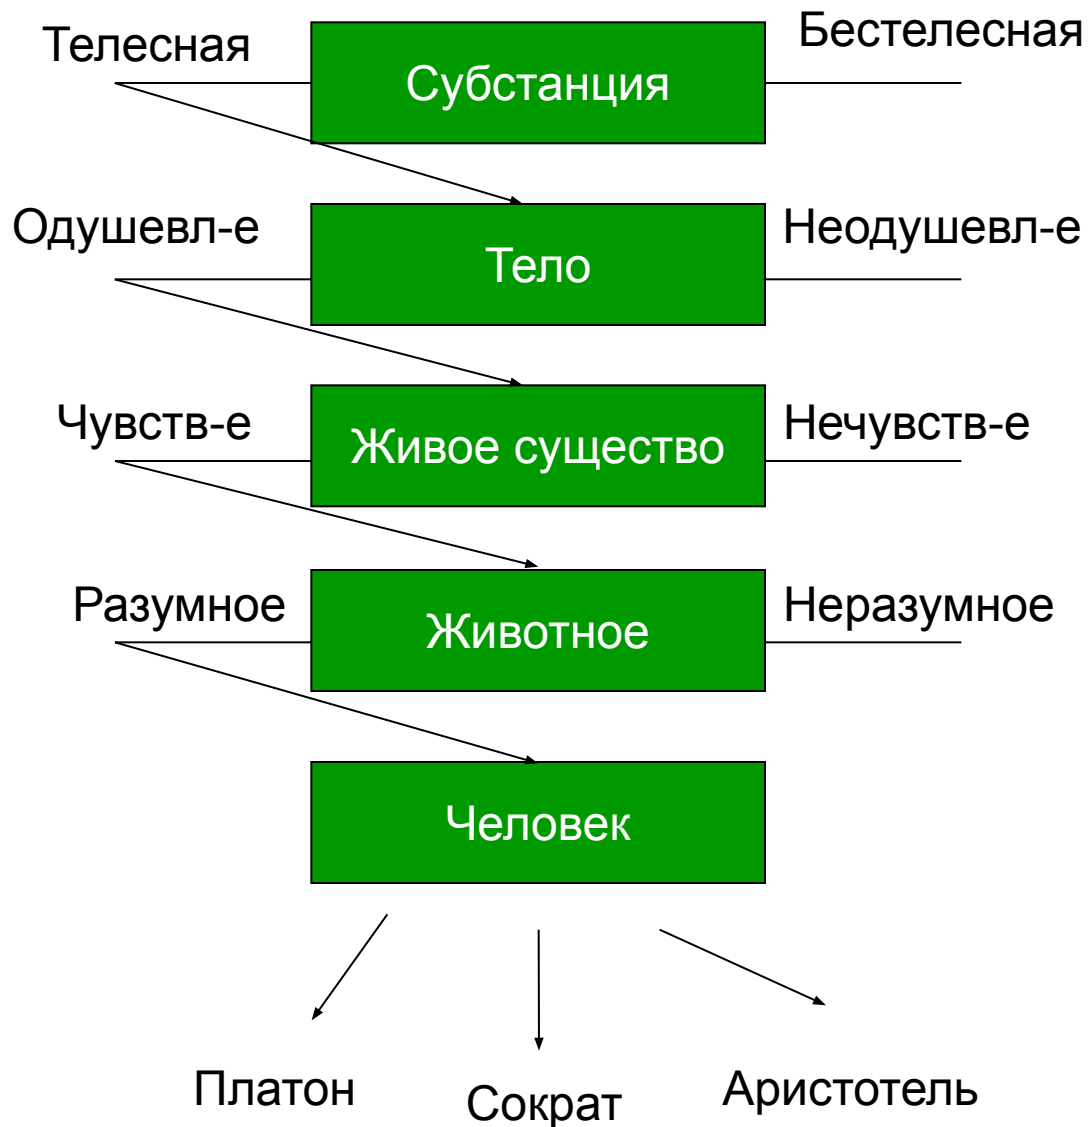 Телесная
Субстанция
Бестелесная
Одушевл-е
Тело
Неодушевл-е
Чувств-е
Живое существо
Нечувств-е
Разумное
Животное
Неразумное
Человек
Платон
Сократ
Аристотель